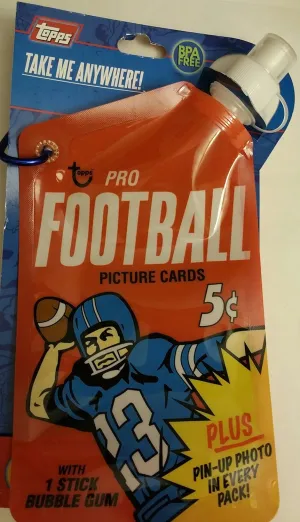 TOPPS
TAKE ME ANYWHERE!
BPA
FREE
TOPPS
PRO
FOOTBALL
PICTURE CARDS
5¢
23
PLUS
PIN-UP PHOTO
IN EVERY
PACK!
WITH
1 STICK
BUBBLE GUM